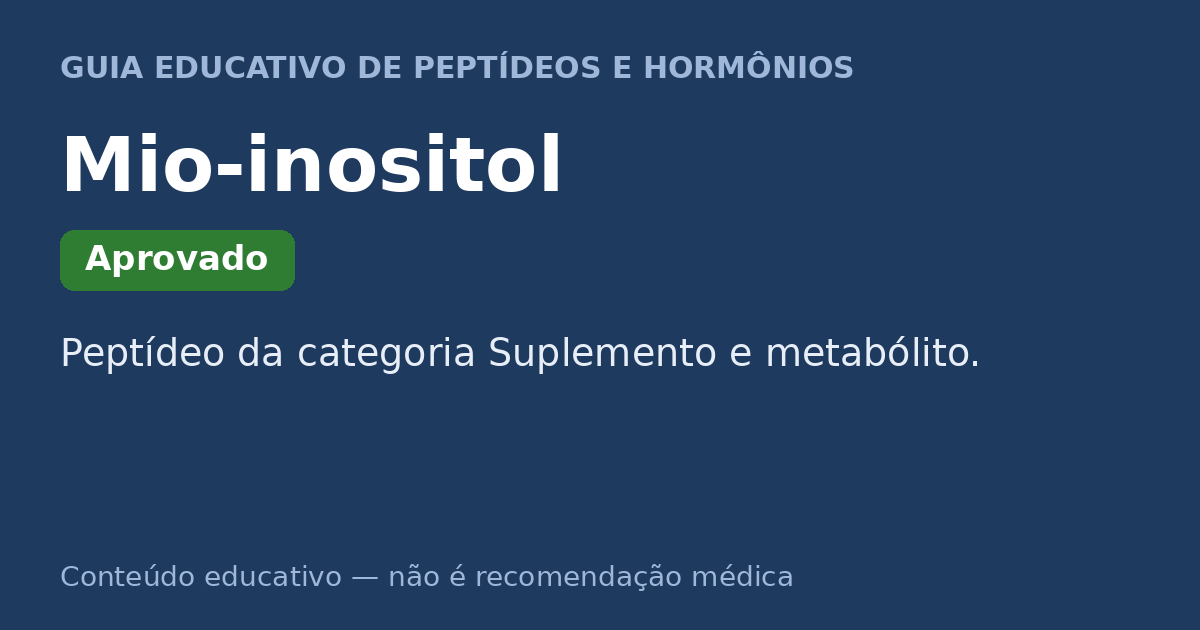 GUIA EDUCATIVO DE PEPTÍDEOS E HORMÔNIOS
Mio-inositol
Aprovado
Peptídeo da categoria Suplemento e metabólito.
Conteúdo educativo — não é recomendação médica